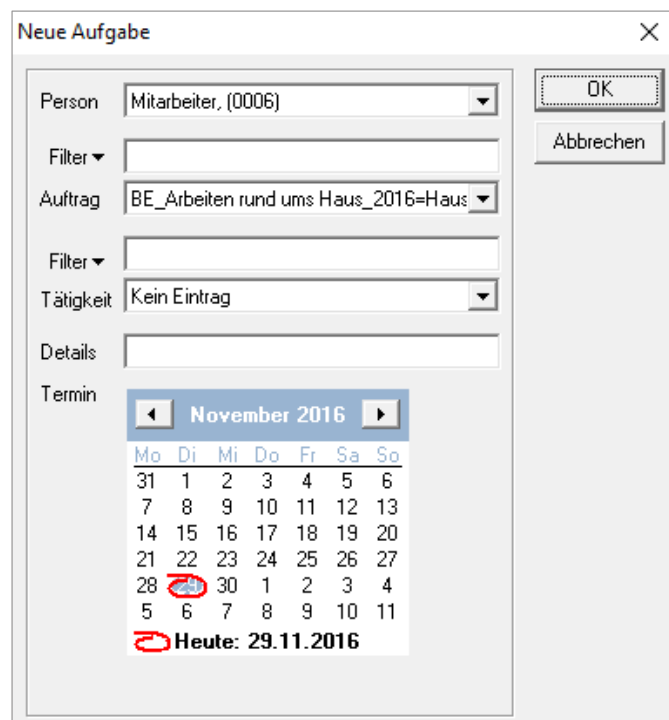 Neue Aufgabe
OK
Abbrechen
Person Mitarbeiter, (0006)
Filter
Auftrag BE_Arbeiten rund ums Haus_2016=Haus
Filter
Tätigkeit Kein Eintrag
Details
Termin
November 2016
Mo Di Mi Do Fr Sa So
31 1 2 3 4 5 6
7 8 9 10 11 12 13
14 15 16 17 18 19 20
21 22 23 24 25 26 27
28 29 30 1 2 3 4
5 6 7 8 9 10 11
Heute: 29.11.2016